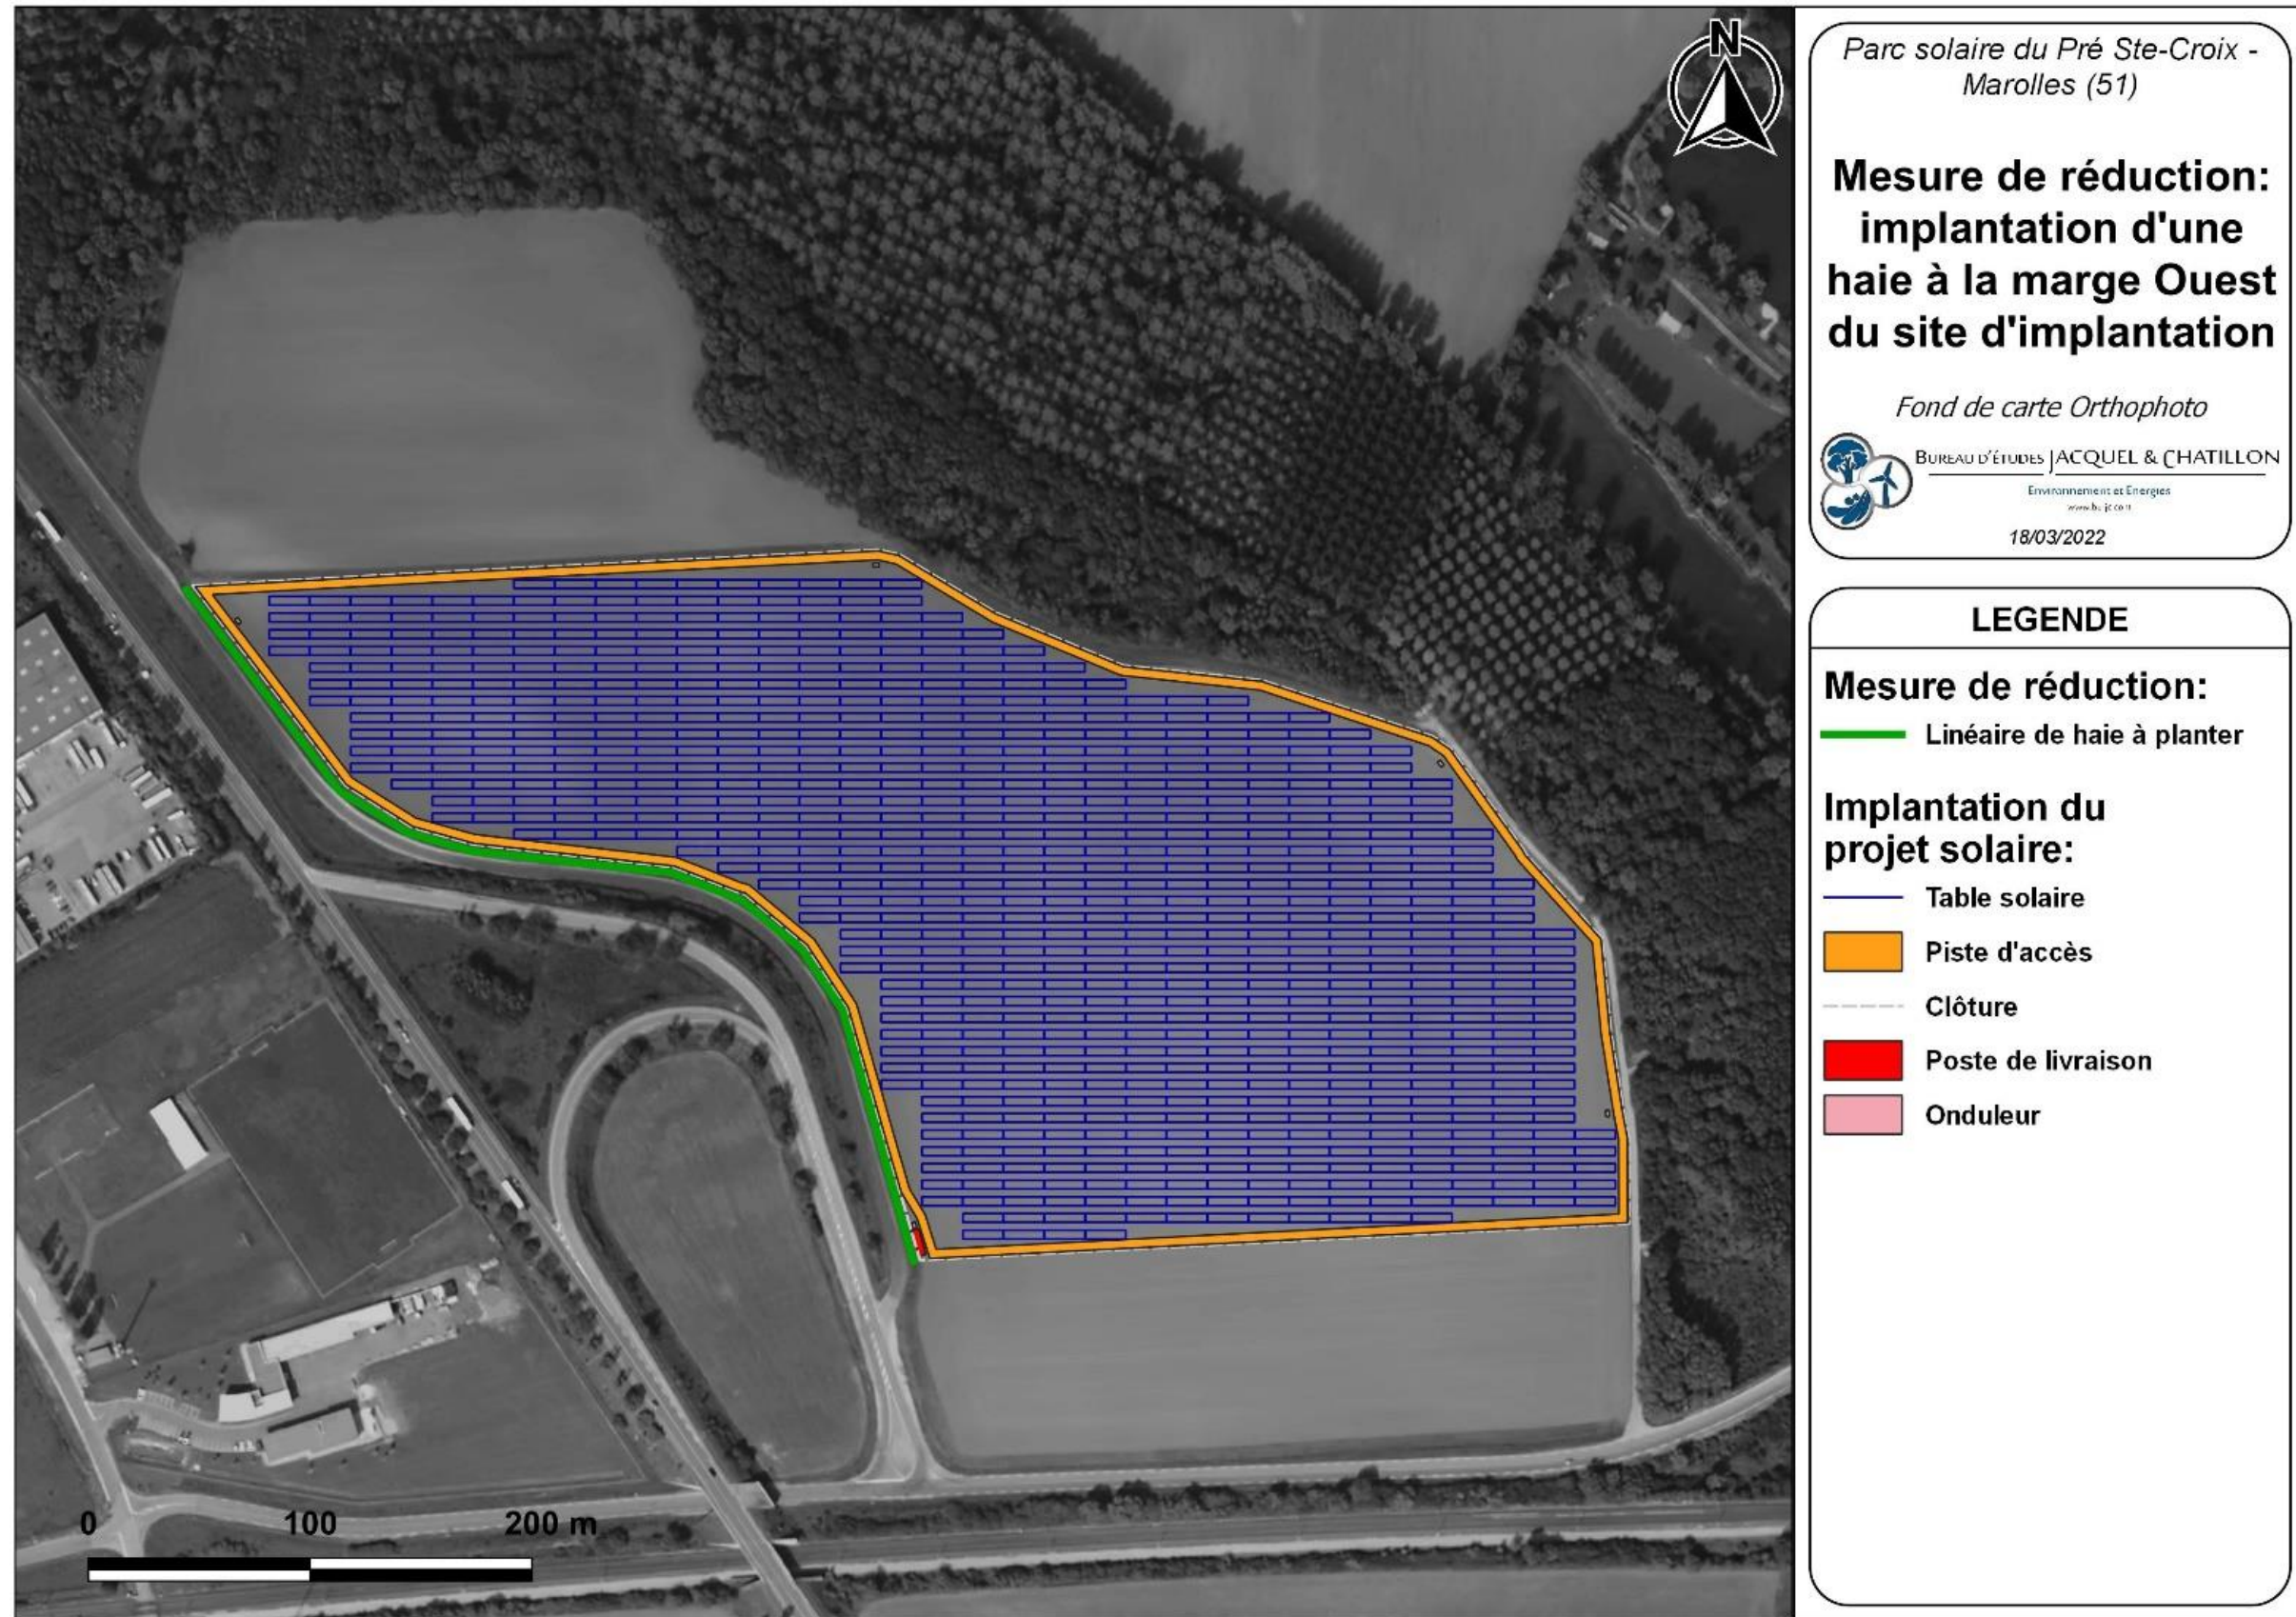 N
Parc solaire du Pré Ste-Croix -
Marolles (51)
Mesure de réduction:
implantation d'une
haie à la marge Ouest
du site d'implantation
Fond de carte Orthophoto
BUREAU D'ÉTUDES JACQUEL & CHATILLON
Environnement et Energies
18/03/2022
LEGENDE
Mesure de réduction:
Linéaire de haie à planter
Implantation du
projet solaire:
Table solaire
Piste d'accès
Clôture
Poste de livraison
Onduleur
0 100 200 m